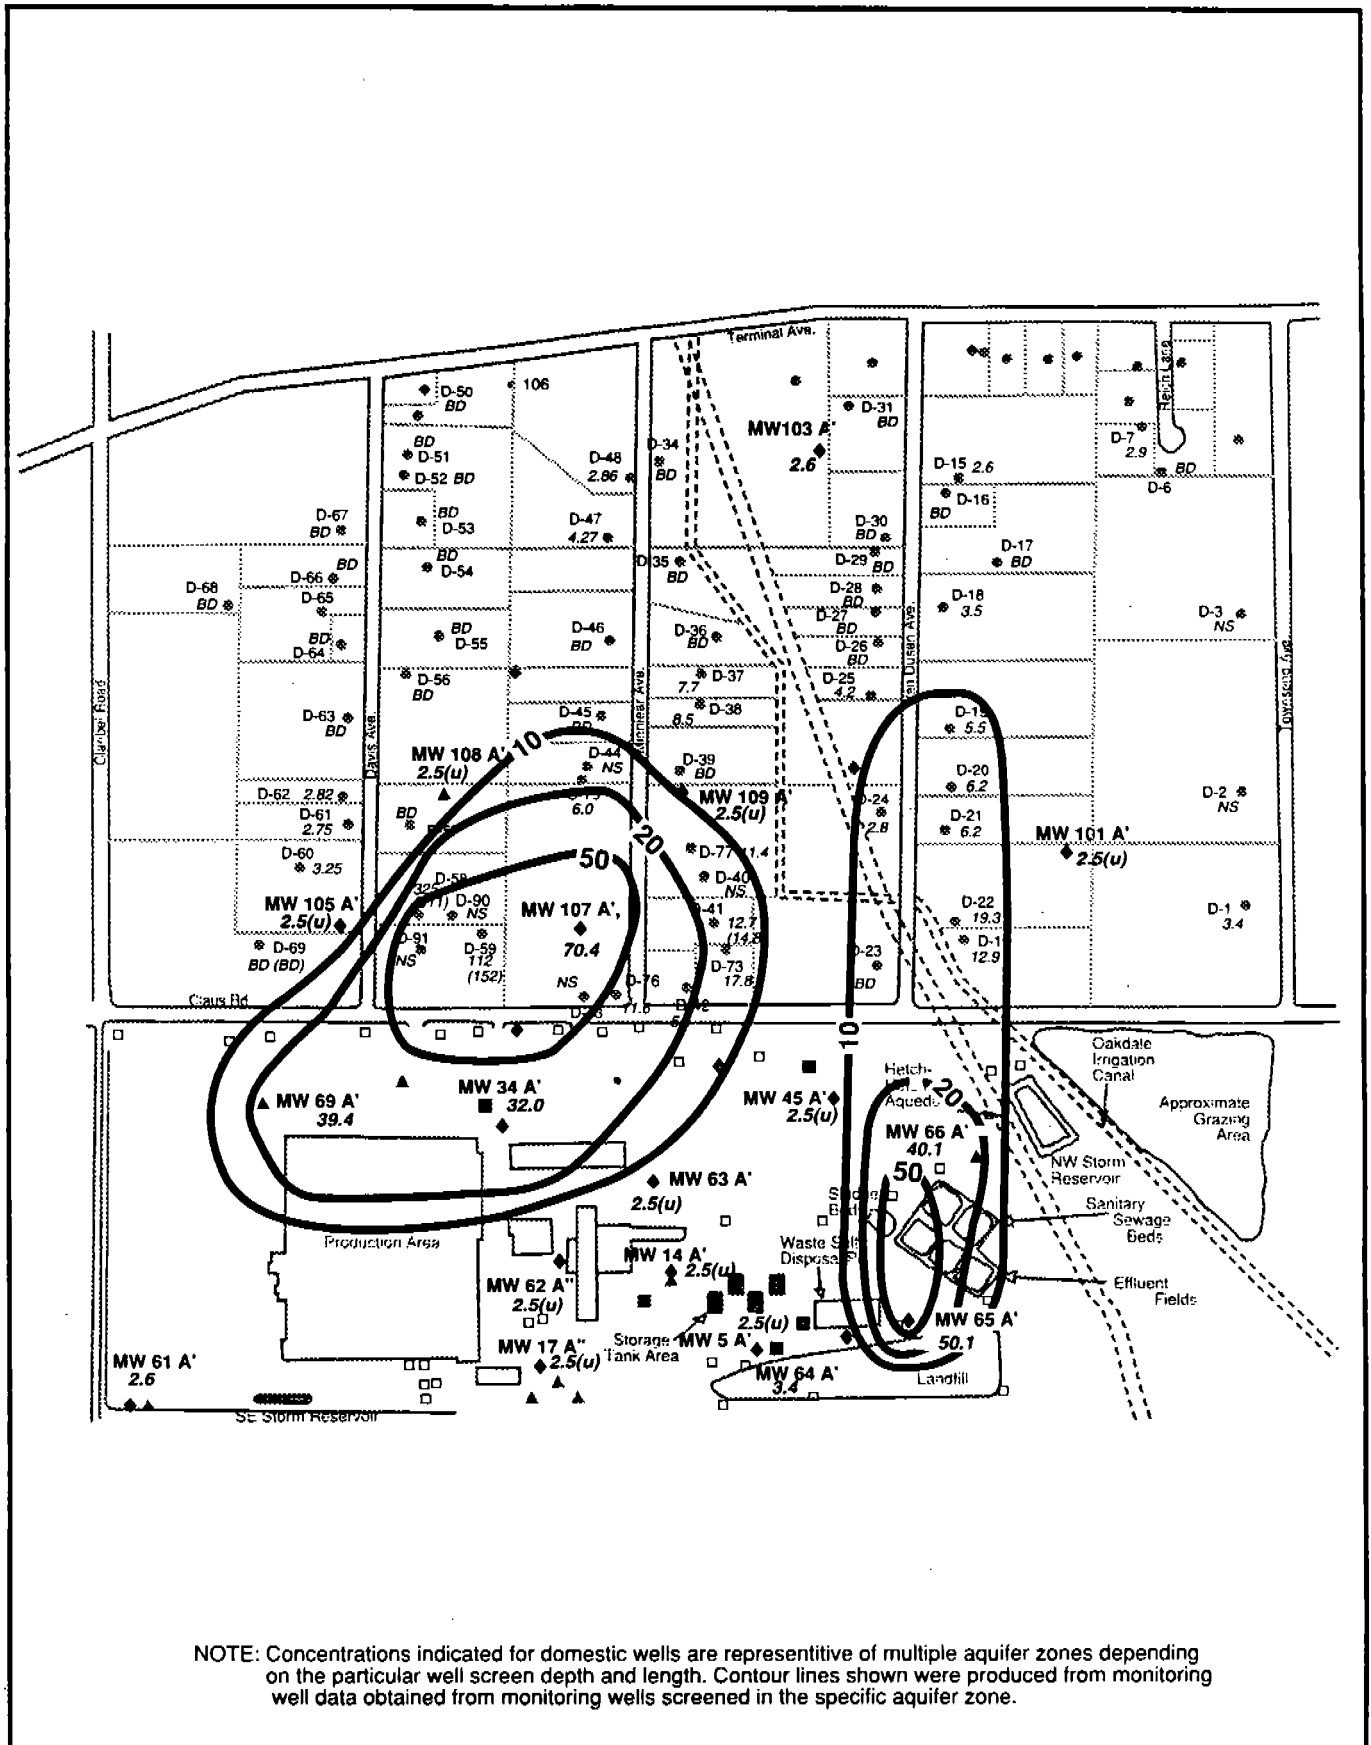 Terminal Ave.
D-50
BD
106
D-31
BD
MW103 A'
2.6
D-7
2.9
BD
D-51
D-52 BD
D-48
2.86
D-34
BD
D-15 2.6
D-16
BD
BD
D-6
D-67
BD
BD
D-53
D-47
4.27
D-30
BD
D-29
BD
D-17
BD
BD
D-54
D-35
BD
D-68
BD
BD
D-66
D-65
D-28
BD
D-27
BD
D-18
3.5
D-3
NS
BD
D-64
BD
D-55
D-46
BD
D-36
BD
D-26
BD
D-56
BD
D-37
7.7
D-38
8.5
D-25
4.2
D-63
BD
D-45
5.5
Davis Ave.
MW 108 A'
2.5(u)
10
D-44
NS
D-39
BD
D-20
6.2
D-62 2.82
D-61
2.75
BD
6.0
MW 109 A'
2.5(u)
D-24
2.8
D-21
6.2
D-2
NS
MW 101 A'
2.5(u)
20
D-60
3.25
50
D-77 11.4
D-40
NS
D-58
D-90
NS
MW 105 A'
2.5(u)
MW 107 A',
70.4
12.7
D-22
19.3
D-1
3.4
D-69
BD (BD)
D-91
NS
D-59
112
(152)
D-73
17.8
D-23
BD
12.9
NS
D-76
Claus Rd
10
Oakdale
Irrigation
Canal
Approximate
Grazing
Area
MW 69 A'
39.4
MW 34 A'
32.0
MW 45 A'
2.5(u)
20
MW 66 A'
40.1
50
NW Storm
Reservoir
MW 63 A'
2.5(u)
Sanitary
Sewage
Beds
Production Area
MW 14 A'
2.5(u)
Effluent
Fields
MW 62 A"
2.5(u)
2.5(u)
MW 65 A'
50.1
MW 17 A"
2.5(u)
Storage
Tank Area
MW 5 A'
MW 64 A'
3.4
Landfill
MW 61 A'
2.6
SE Storm Reservoir
NOTE: Concentrations indicated for domestic wells are representitive of multiple aquifer zones depending
on the particular well screen depth and length. Contour lines shown were produced from monitoring
well data obtained from monitoring wells screened in the specific aquifer zone.